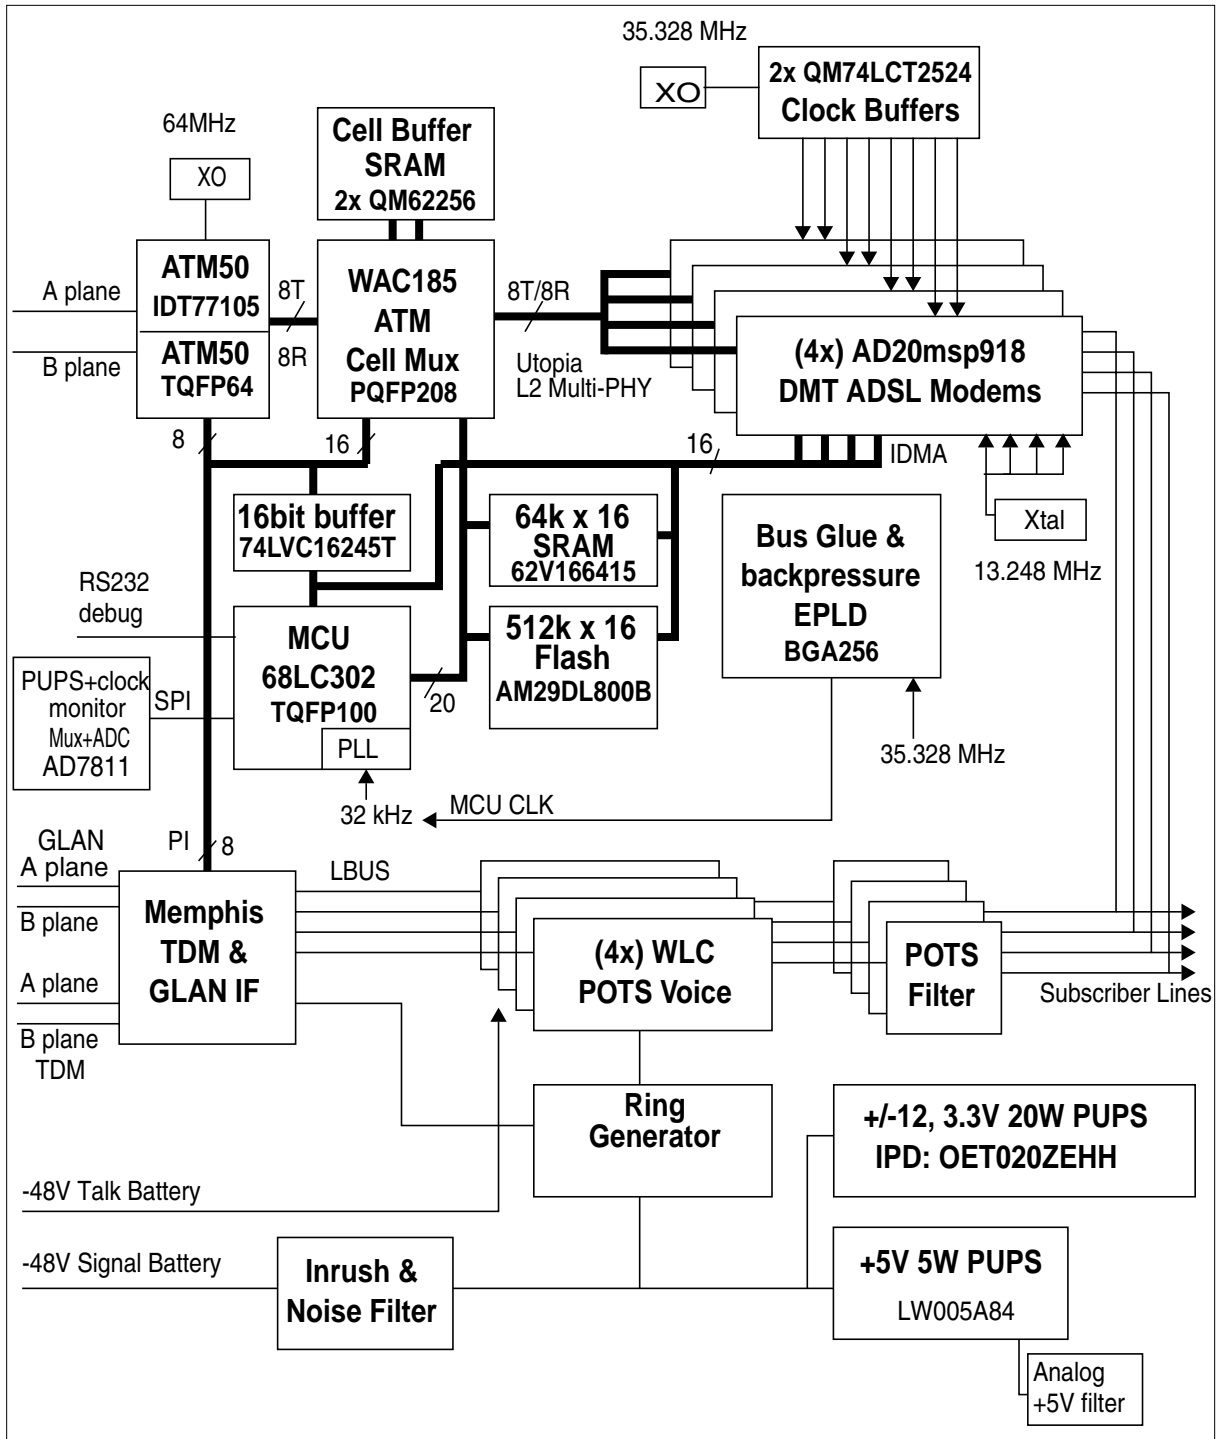 35.328 MHz
XO
2x QM74LCT2524
Clock Buffers
64MHz
XO
Cell Buffer
SRAM
2x QM62256
A plane
B plane
ATM50
IDT77105
ATM50
TQFP64
8T
8R
WAC185
ATM
Cell Mux
PQFP208
8T/8R
Utopia
L2 Multi-PHY
(4x) AD20msp918
DMT ADSL Modems
8
16
16
IDMA
16bit buffer
74LVC16245T
64k x 16
SRAM
62V166415
Bus Glue &
backpressure
EPLD
BGA256
Xtal
13.248 MHz
RS232
debug
MCU
68LC302
TQFP100
PLL
512k x 16
Flash
AM29DL800B
20
PUPS+clock
monitor
Mux+ADC
AD7811
SPI
35.328 MHz
32 kHz
MCU CLK
GLAN
A plane
B plane
PI
8
LBUS
Memphis
TDM &
GLAN IF
A plane
B plane
TDM
(4x) WLC
POTS Voice
POTS
Filter
Subscriber Lines
Ring
Generator
+/-12, 3.3V 20W PUPS
IPD: OET020ZEHH
-48V Talk Battery
-48V Signal Battery
Inrush &
Noise Filter
+5V 5W PUPS
LW005A84
Analog
+5V filter